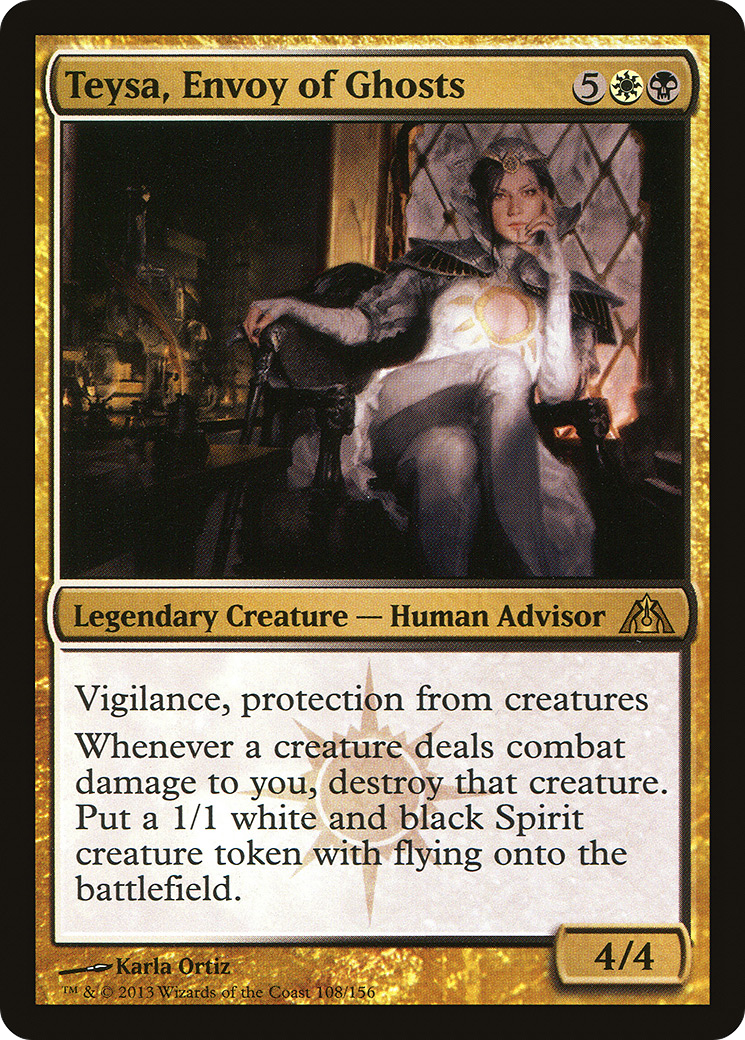 Teysa, Envoy of Ghosts 5
Legendary Creature — Human Advisor
Vigilance, protection from creatures
Whenever a creature deals combat
damage to you, destroy that creature.
Put a 1/1 white and black Spirit
creature token with flying onto the
battlefield.
4/4
Karla Ortiz
™ & © 2013 Wizards of the Coast 108/156